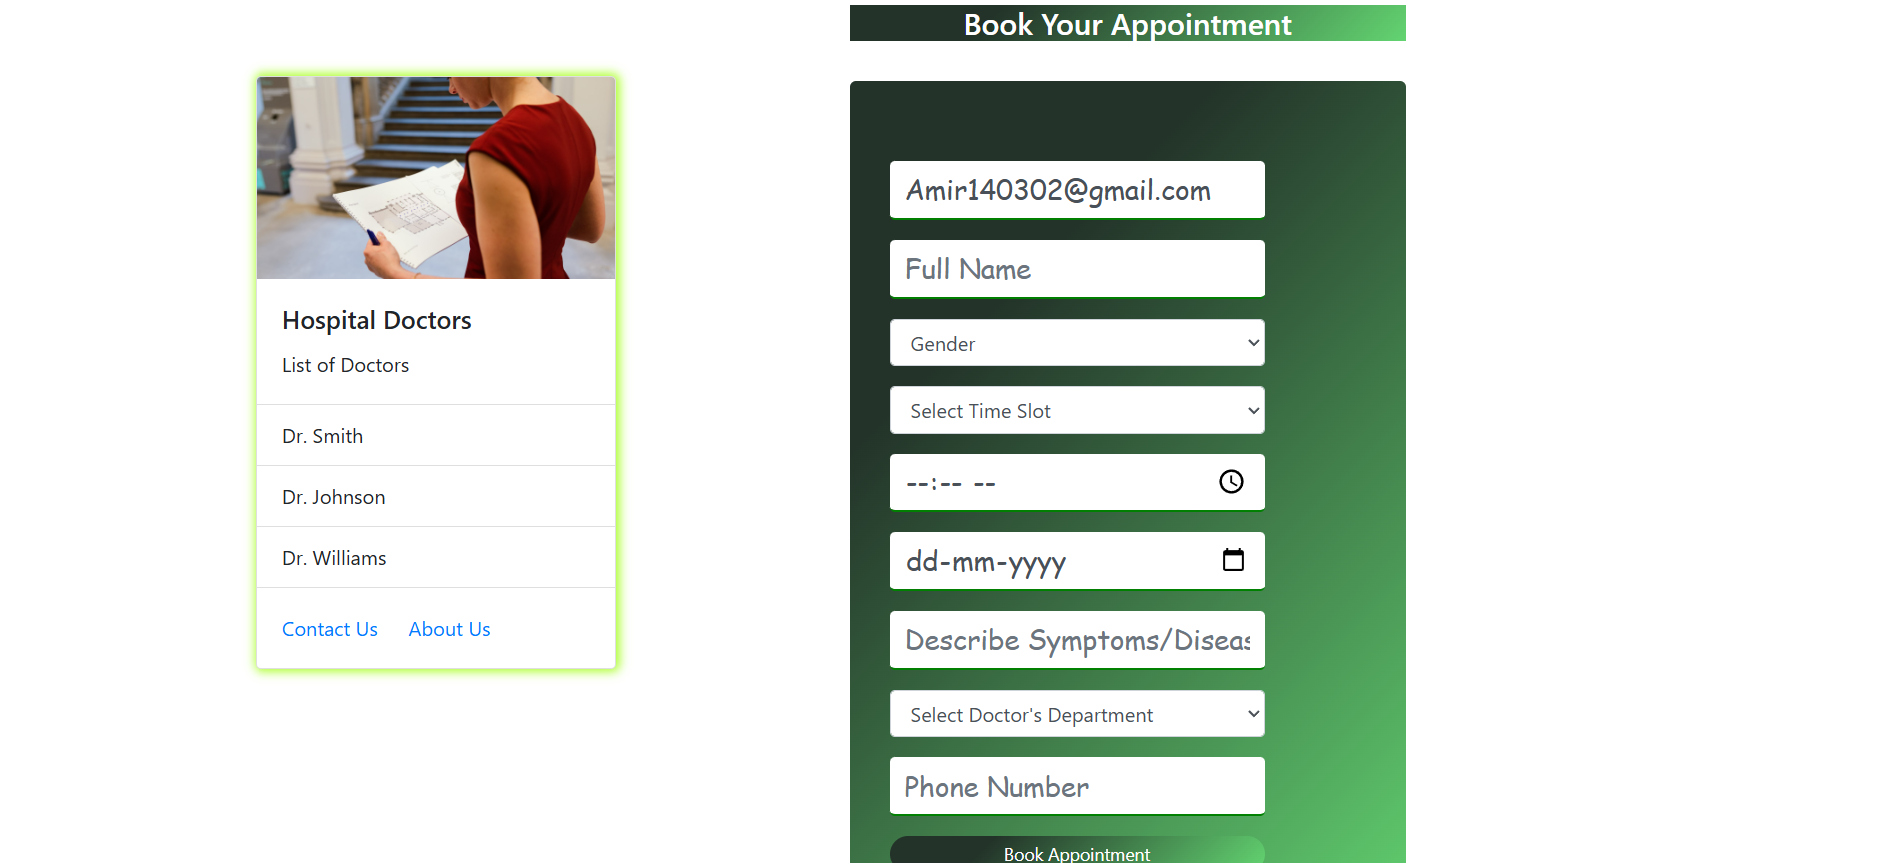 Book Your Appointment
Hospital Doctors
List of Doctors
Dr. Smith
Dr. Johnson
Dr. Williams
Contact Us About Us
Amir140302@gmail.com
Full Name
Gender
Select Time Slot
--:-- --
dd-mm-yyyy
Describe Symptoms/Diseas
Select Doctor's Department
Phone Number
Book Appointment